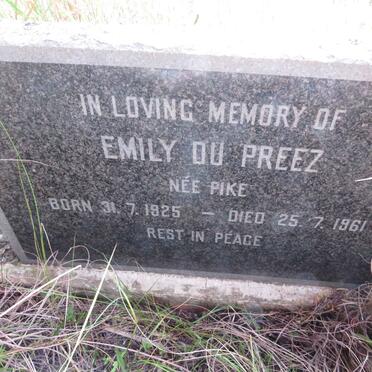 IN LOVING MEMORY OF
EMILY DU PREEZ
NÉE PIKE
BORN 31.7.1925 — DIED 25.7.1961
REST IN PEACE